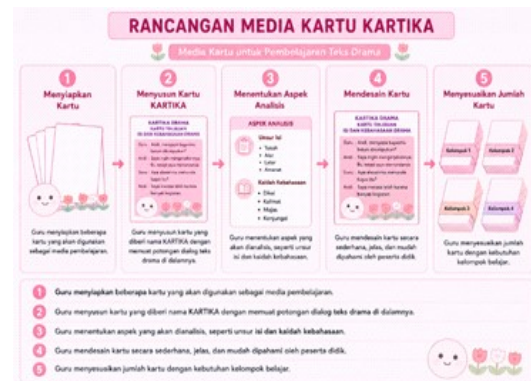 RANCANGAN MEDIA KARTU KARTIKA
Media Kartu untuk Pembelajaran Teks Drama
1
Menyiapkan
Kartu
Guru menyiapkan beberapa
kartu yang akan digunakan
sebagai media pembelajaran.
2
Menyusun Kartu
KARTIKA
KARTIKA DRAMA
ISI DAN KEBAHASAAN DRAMA
Guru menyusun kartu yang
diberi nama KARTIKA dengan
memuat potongan dialog teks
drama di dalamnya.
3
Menentukan Aspek
Analisis
ASPEK ANALISIS
Unsur Isi
• Tokoh
• Alur
• Latar
• Amanat
Kaidah Kebahasaan
• Kalimat
• Majas
• Konjungsi
Guru menentukan aspek yang
akan dianalisis, seperti unsur
isi dan kaidah kebahasaan.
4
Mendesain Kartu
KARTIKA DRAMA
ISI DAN KEBAHASAAN DRAMA
Guru mendesain kartu secara
sederhana, jelas, dan mudah
dipahami oleh peserta didik.
5
Menyesuaikan Jumlah
Kartu
Kelompok 1
Kelompok 2
Kelompok 3
Kelompok 4
Guru menyesuaikan jumlah
kartu dengan kebutuhan
kelompok belajar.
1 Guru menyiapkan beberapa kartu yang akan digunakan sebagai media pembelajaran.
2 Guru menyusun kartu yang diberi nama KARTIKA dengan memuat potongan dialog teks drama di dalamnya.
3 Guru menentukan aspek yang akan dianalisis, seperti unsur isi dan kaidah kebahasaan.
4 Guru mendesain kartu secara sederhana, jelas, dan mudah dipahami oleh peserta didik.
5 Guru menyesuaikan jumlah kartu dengan kebutuhan kelompok belajar.